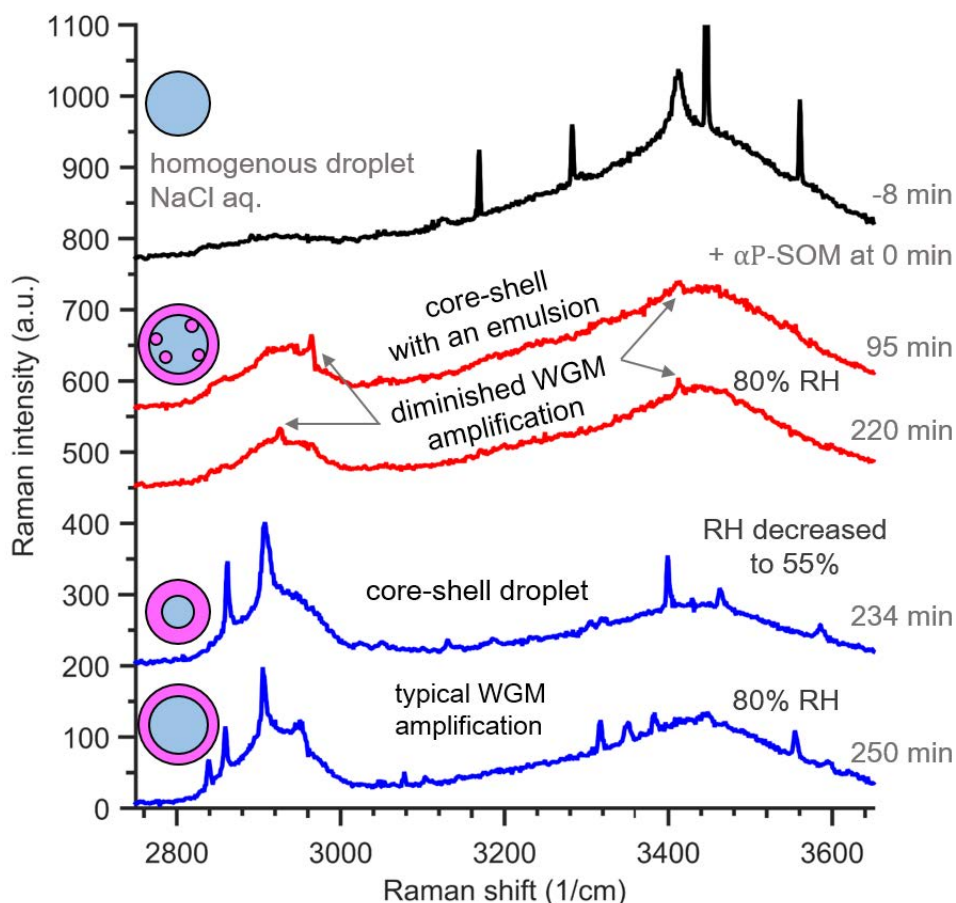 1100
1000
900
800
700
600
500
400
300
200
100
0
Raman intensity (a.u.)
homogenous droplet
NaCl aq.
-8 min
+ αP-SOM at 0 min
core-shell
with an emulsion
95 min
diminished WGM
amplification
80% RH
220 min
RH decreased
to 55%
core-shell droplet
234 min
typical WGM
amplification
80% RH
250 min
2800 3000 3200 3400 3600
Raman shift (1/cm)